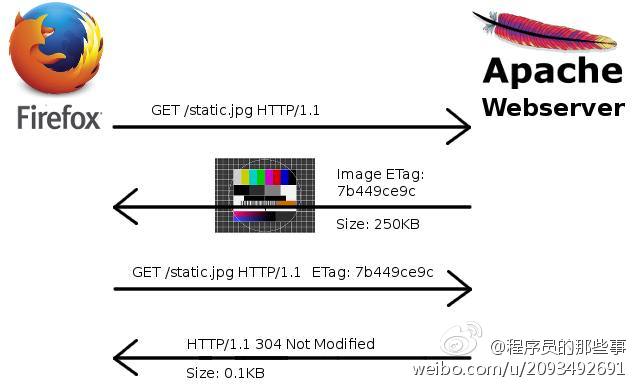 Firefox
Apache
Webserver
GET /static.jpg HTTP/1.1
Image ETag:
7b449ce9c
Size: 250KB
GET /static.jpg HTTP/1.1 ETag: 7b449ce9c
HTTP/1.1 304 Not Modified
Size: 0.1KB
@程序员的那些事
weibo.com/u/2093492691